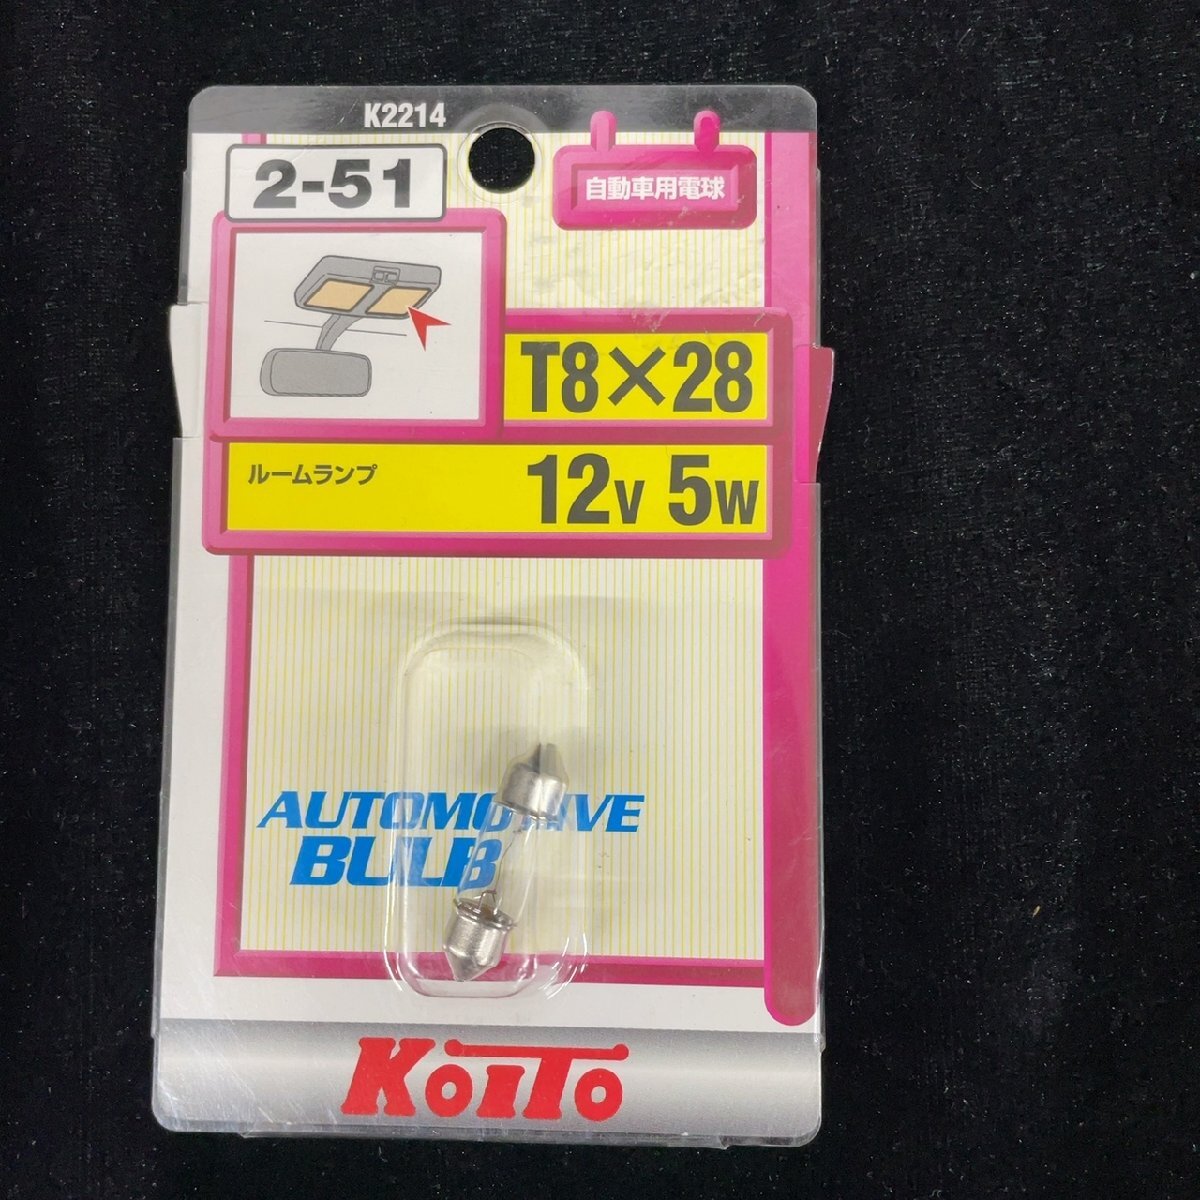 K2214
2-51
自動車用電球
T8×28
ルームランプ
12V 5W
AUTOMOTIVE
BULB
KOITO